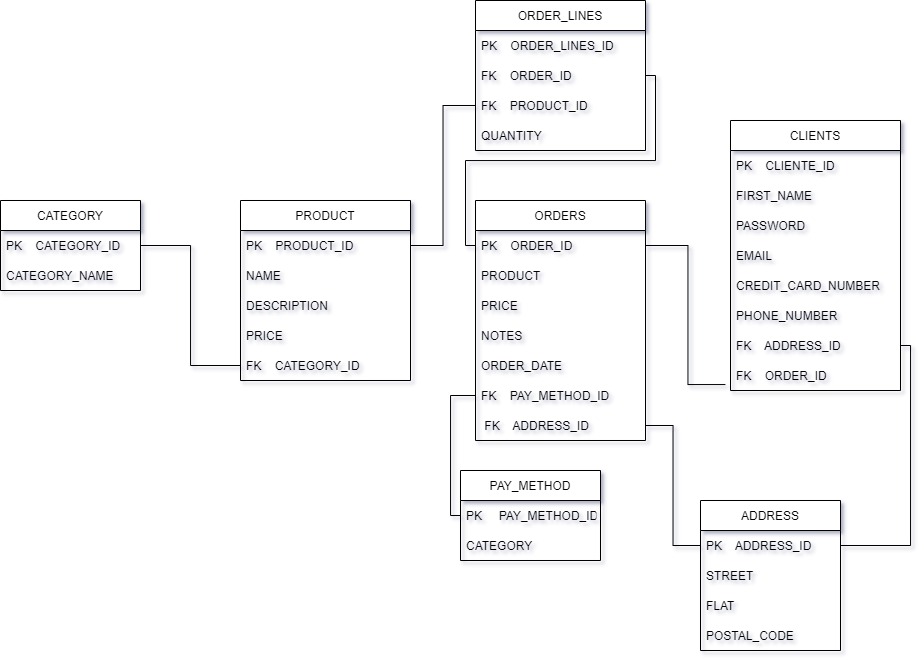 ORDER_LINES
PK ORDER_LINES_ID
FK ORDER_ID
FK PRODUCT_ID
QUANTITY
CLIENTS
PK CLIENTE_ID
FIRST_NAME
PASSWORD
EMAIL
CREDIT_CARD_NUMBER
PHONE_NUMBER
FK ADDRESS_ID
FK ORDER_ID
CATEGORY
PK CATEGORY_ID
CATEGORY_NAME
PRODUCT
PK PRODUCT_ID
NAME
DESCRIPTION
PRICE
FK CATEGORY_ID
ORDERS
PK ORDER_ID
PRODUCT
PRICE
NOTES
ORDER_DATE
FK PAY_METHOD_ID
FK ADDRESS_ID
PAY_METHOD
PK PAY_METHOD_ID
CATEGORY
ADDRESS
PK ADDRESS_ID
STREET
FLAT
POSTAL_CODE